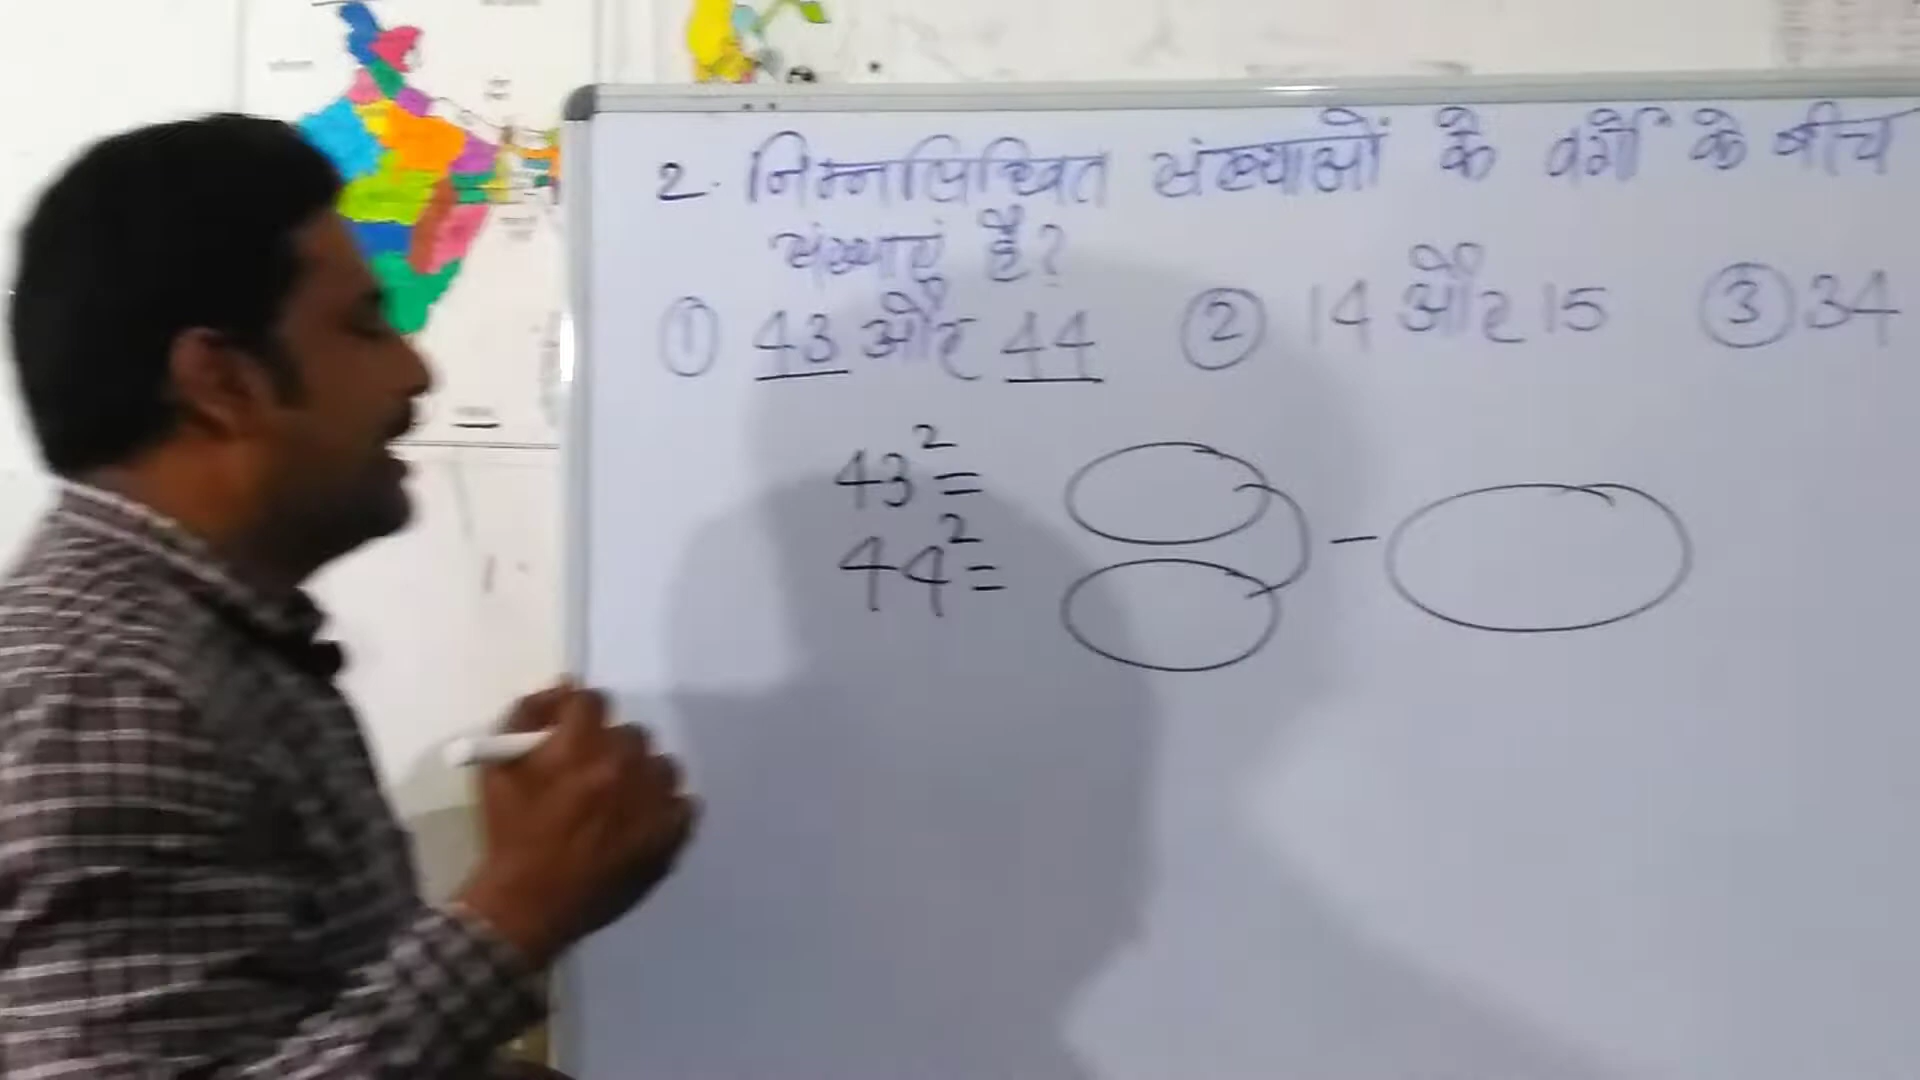 2. निम्नलिखित संख्याओं के वर्गों के बीच
संख्याएं है?
① 43 और 44 ② 14 और 15 ③ 34
43²=
44²=
−